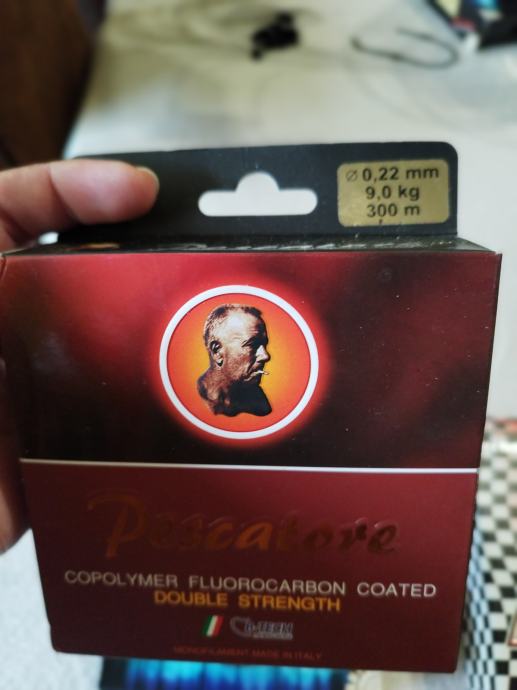 ⌀ 0,22 mm
9,0 kg
300 m
Pescatore
COPOLYMER FLUOROCARBON COATED
DOUBLE STRENGTH
MONOFILAMENT MADE IN ITALY